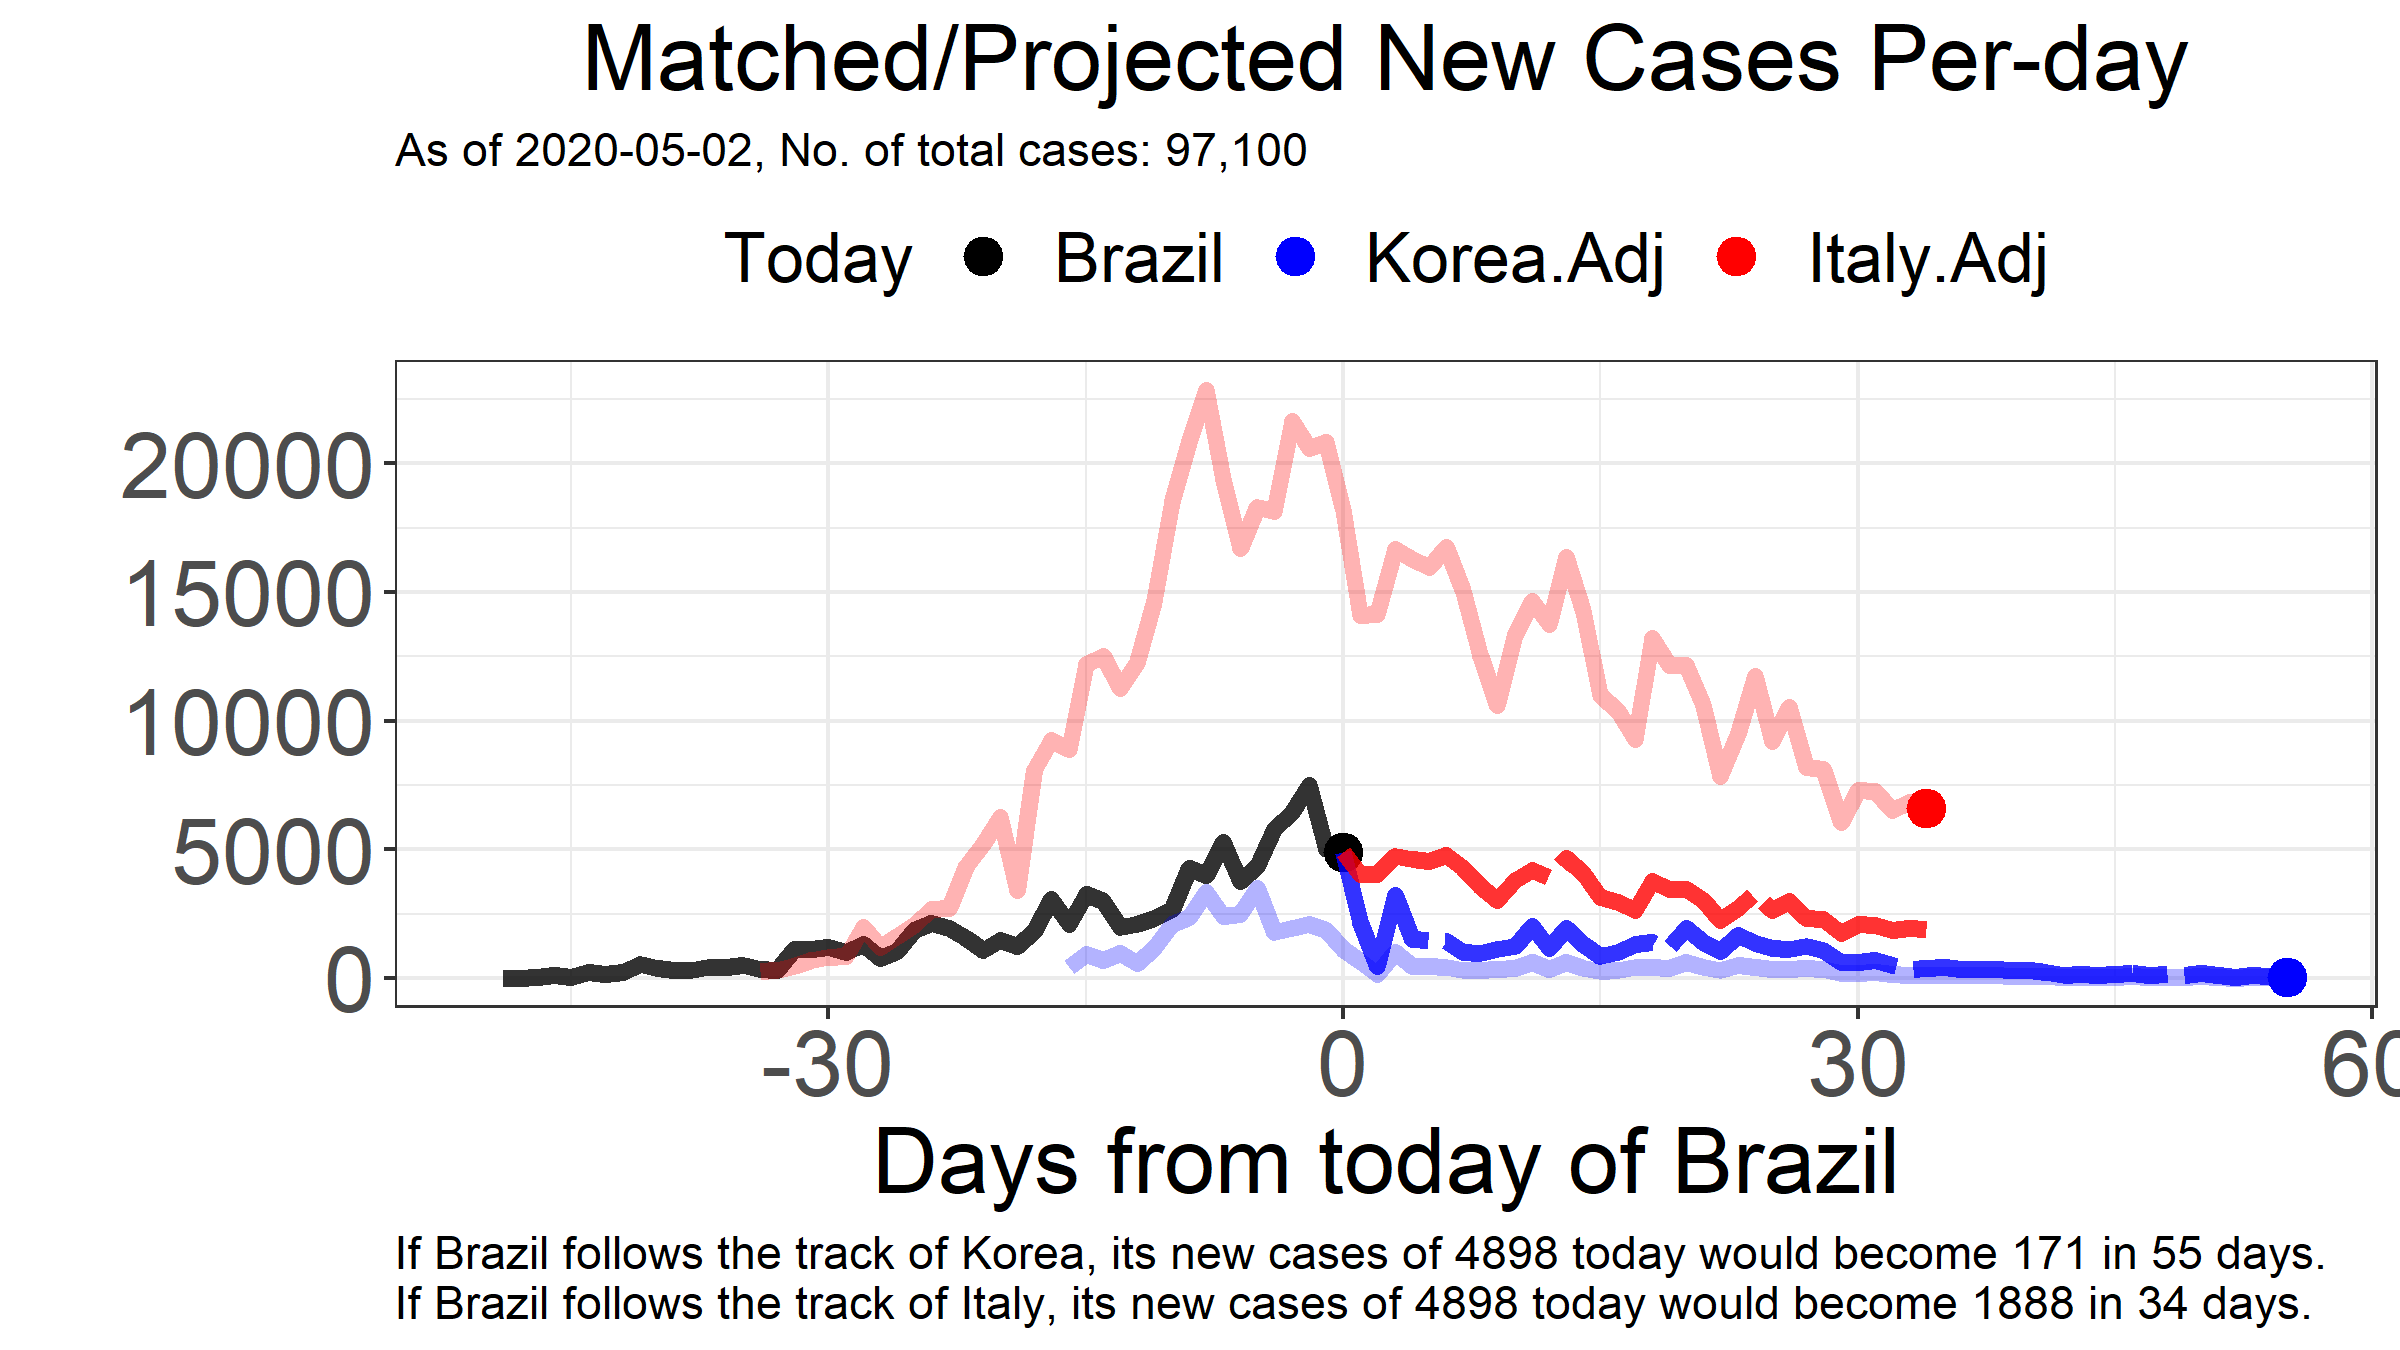 Matched/Projected New Cases Per-day
As of 2020-05-02, No. of total cases: 97,100
Today Brazil Korea.Adj Italy.Adj
20000
15000
10000
5000
0
-30 0 30 60
Days from today of Brazil
If Brazil follows the track of Korea, its new cases of 4898 today would become 171 in 55 days.
If Brazil follows the track of Italy, its new cases of 4898 today would become 1888 in 34 days.